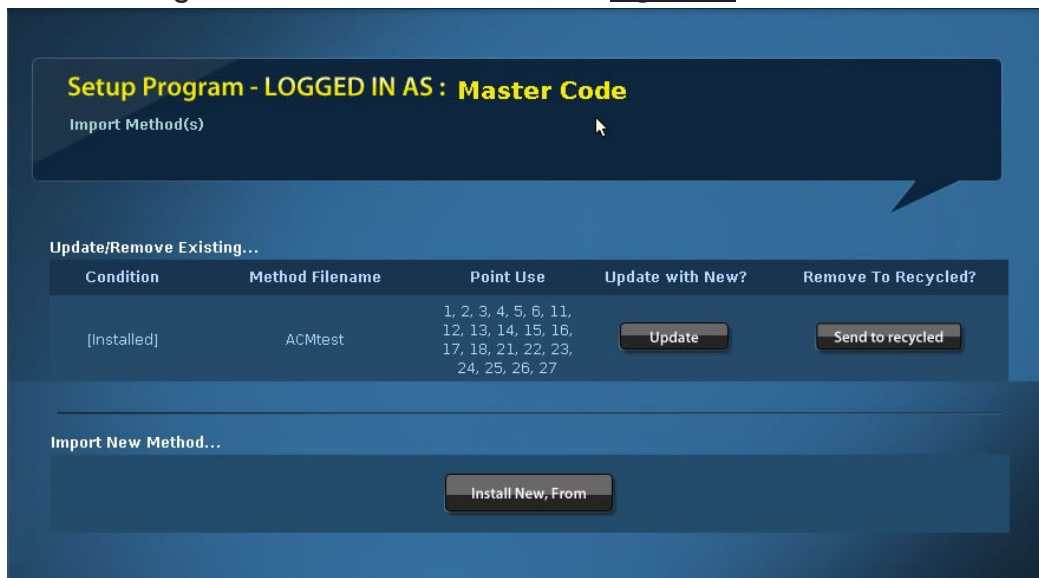 Setup Program - LOGGED IN AS : Master Code
Import Method(s)
Update/Remove Existing...
Condition Method Filename Point Use Update with New? Remove To Recycled?
[Installed] ACMtest 1, 2, 3, 4, 5, 6, 11,
12, 13, 14, 15, 16,
17, 18, 21, 22, 23,
24, 25, 26, 27 Update Send to recycled
Import New Method...
Install New, From